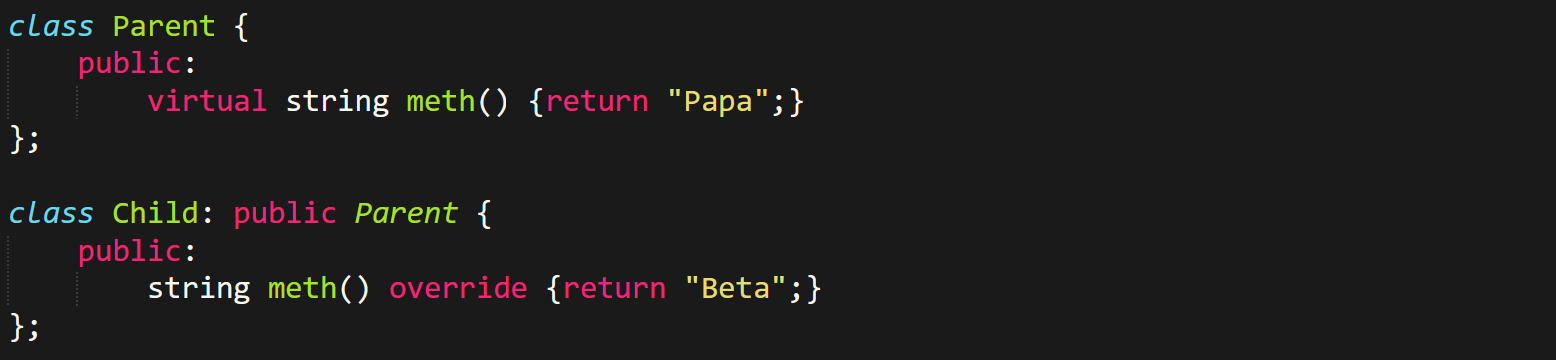 class Parent {
    public:
        virtual string meth() {return "Papa";}
};

class Child: public Parent {
    public:
        string meth() override {return "Beta";}
};